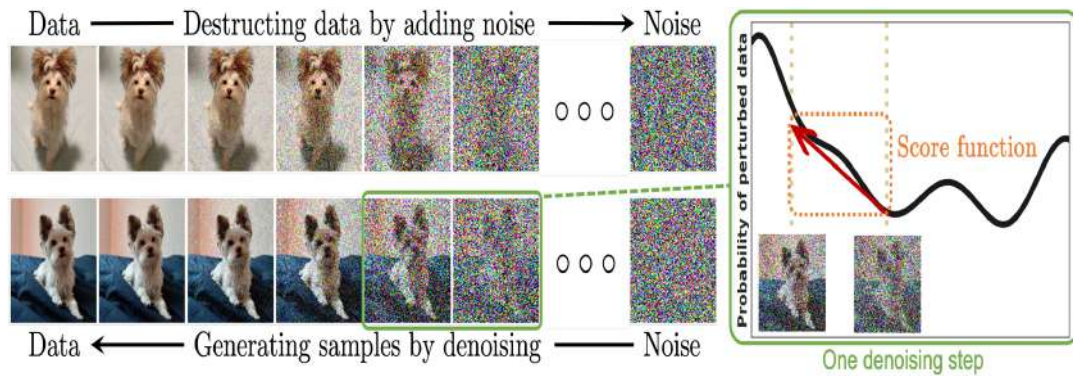 Data
Destructing data by adding noise
Noise
Data
Generating samples by denoising
Noise
Probability of perturbed data
Score function
One denoising step